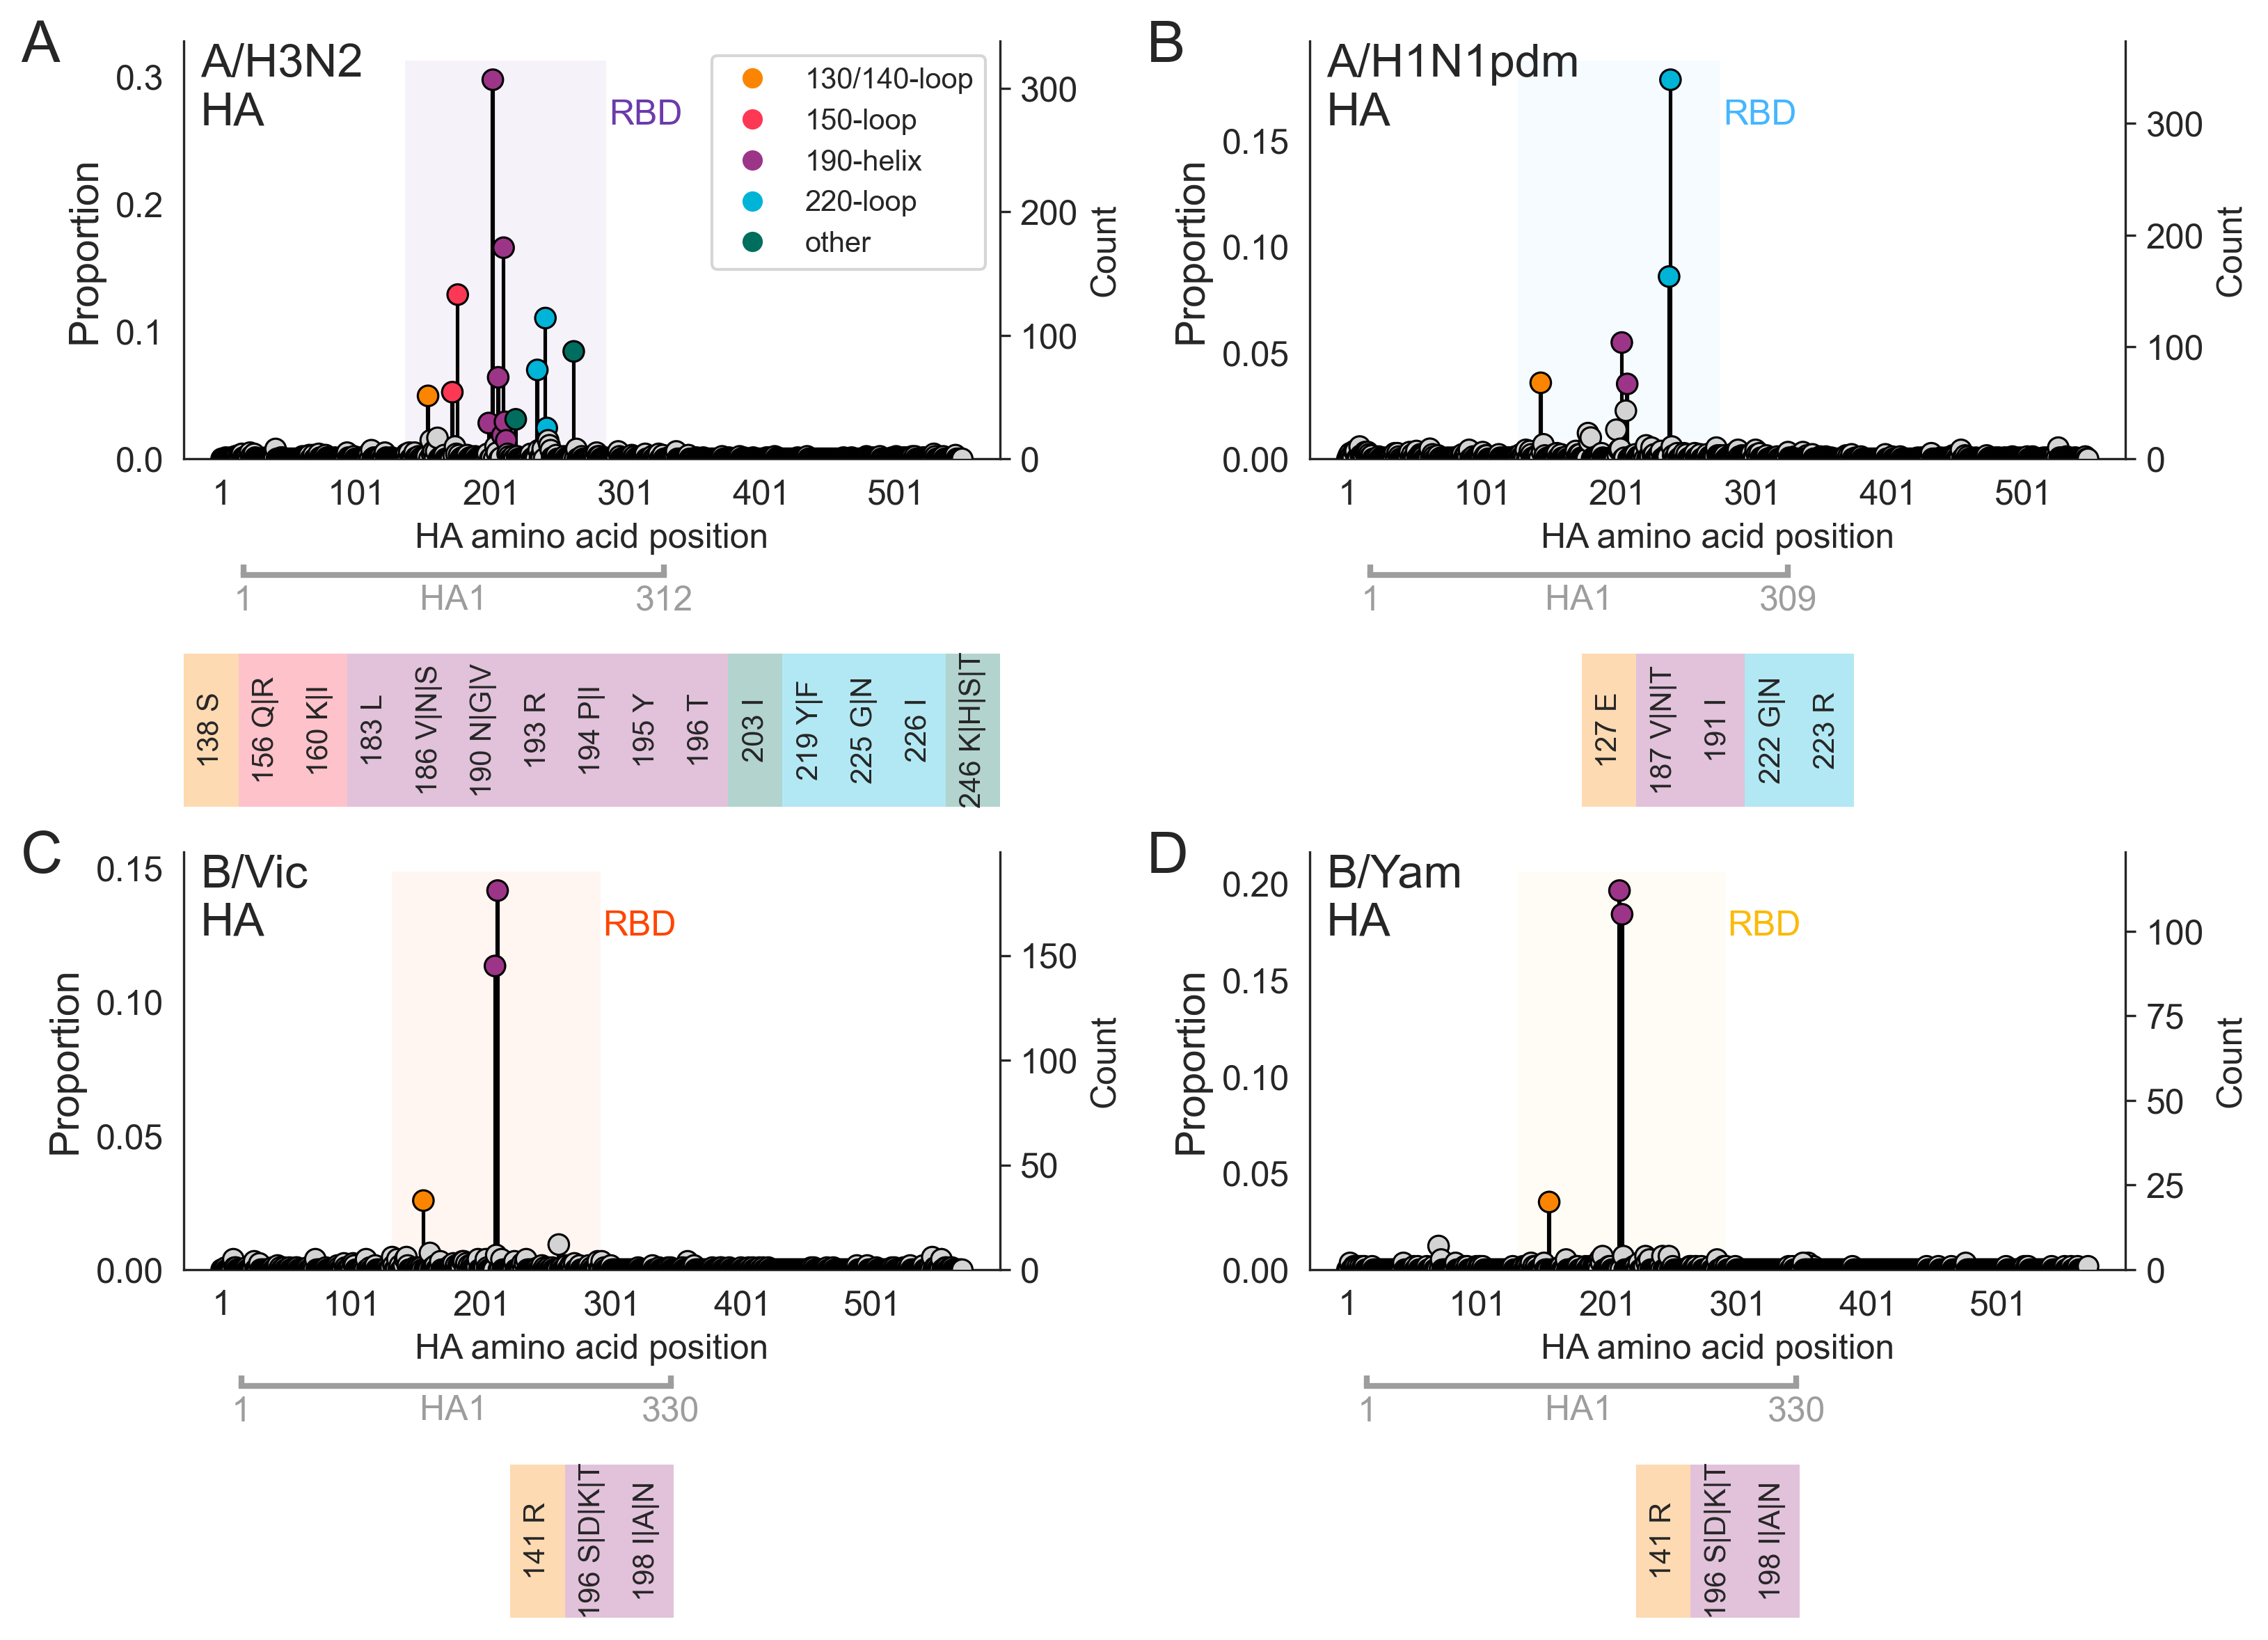 A
A/H3N2
HA
RBD
130/140-loop
150-loop
190-helix
220-loop
other
Proportion
0.3
0.2
0.1
0.0
300
200
100
0
Count
1 101 201 301 401 501
HA amino acid position
1 HA1 312
138 S
156 Q|R
160 K|I
183 L
186 V|N|S
190 N|G|V
193 R
194 P|I
195 Y
196 T
203 I
219 Y|F
225 G|N
226 I
246 K|H|S|T
B
A/H1N1pdm
HA
RBD
Proportion
0.15
0.10
0.05
0.00
300
200
100
0
Count
1 101 201 301 401 501
HA amino acid position
1 HA1 309
127 E
187 V|N|T
191 I
222 G|N
223 R
C
B/Vic
HA
RBD
Proportion
0.15
0.10
0.05
0.00
150
100
50
0
Count
1 101 201 301 401 501
HA amino acid position
1 HA1 330
141 R
196 S|D|K|T
198 I|A|N
D
B/Yam
HA
RBD
Proportion
0.20
0.15
0.10
0.05
0.00
100
75
50
25
0
Count
1 101 201 301 401 501
HA amino acid position
1 HA1 330
141 R
196 S|D|K|T
198 I|A|N